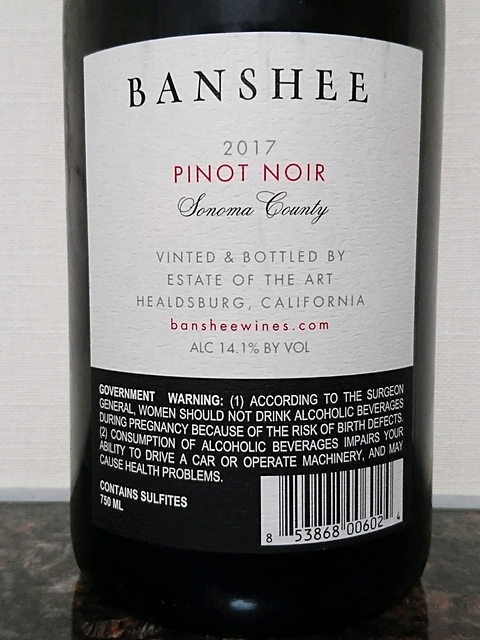 BANSHEE
2017
PINOT NOIR
Sonoma County
VINTED & BOTTLED BY
ESTATE OF THE ART
HEALDSBURG, CALIFORNIA
bansheewines.com
ALC 14.1% BY VOL
GOVERNMENT WARNING: (1) ACCORDING TO THE SURGEON
GENERAL, WOMEN SHOULD NOT DRINK ALCOHOLIC BEVERAGES
DURING PREGNANCY BECAUSE OF THE RISK OF BIRTH DEFECTS.
(2) CONSUMPTION OF ALCOHOLIC BEVERAGES IMPAIRS YOUR
ABILITY TO DRIVE A CAR OR OPERATE MACHINERY, AND MAY
CAUSE HEALTH PROBLEMS.
CONTAINS SULFITES
750 ML
8 53868 00602 4